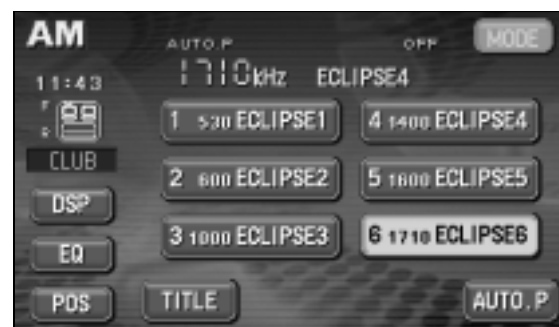 AM
AUTO.P OFF MODE
11:43
1710kHz ECLIPSE4
F
R
CLUB
DSP
EQ
POS
1 530 ECLIPSE1
2 600 ECLIPSE2
3 1000 ECLIPSE3
4 1400 ECLIPSE4
5 1600 ECLIPSE5
6 1710 ECLIPSE6
TITLE
AUTO.P